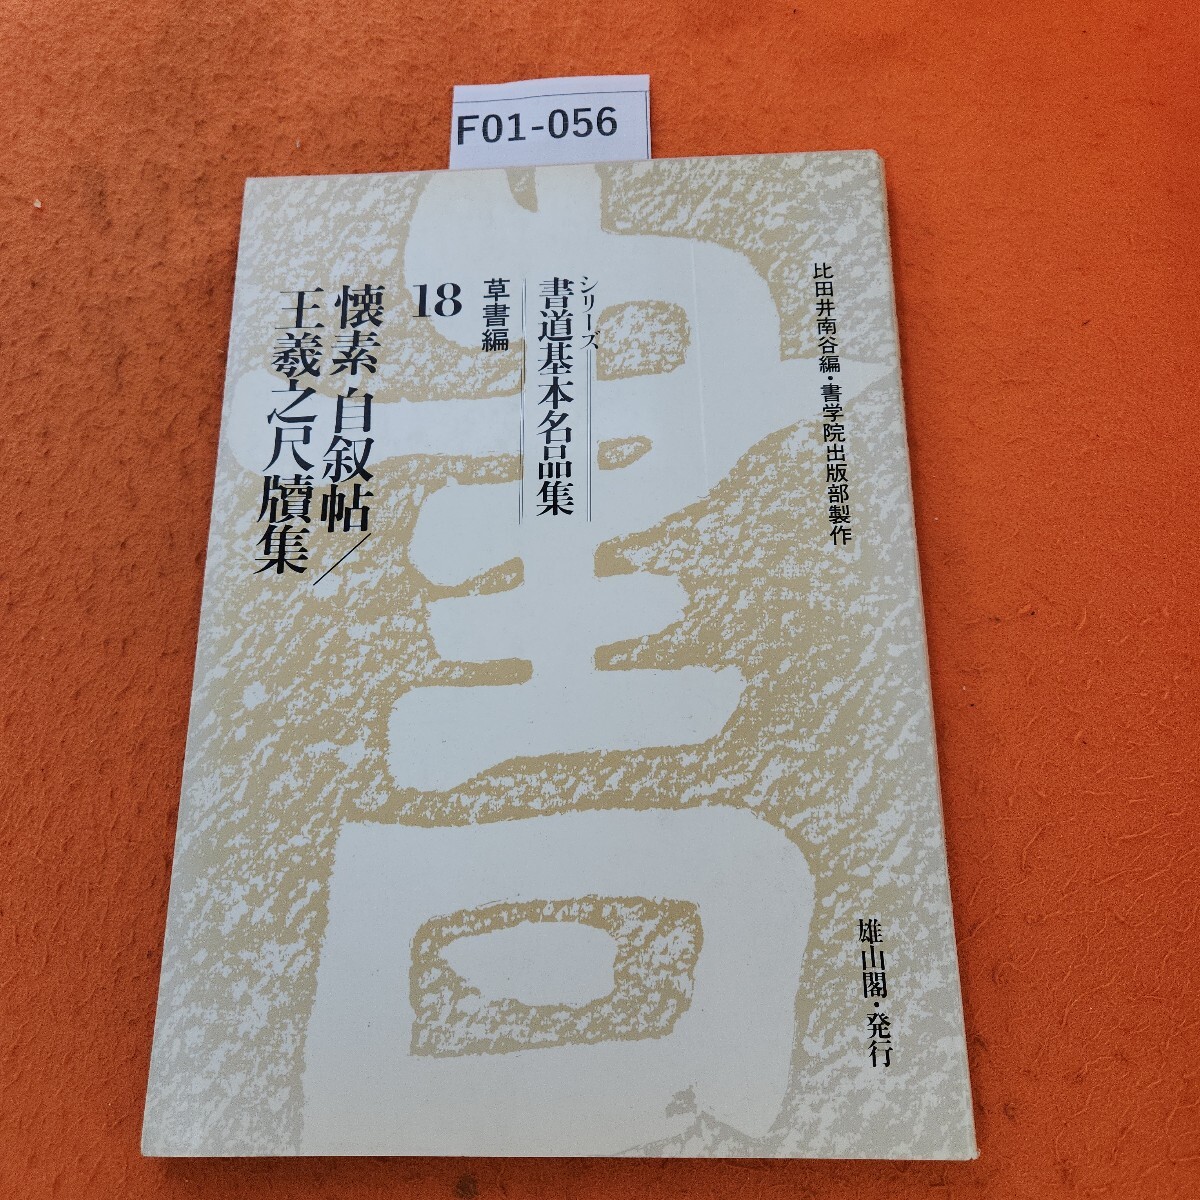 F01-056
比田井南谷編・書学院出版部製作
シリーズ
書道基本名品集
草書編
18
懐素 自叙帖／
王羲之尺牘集
雄山閣・発行
書